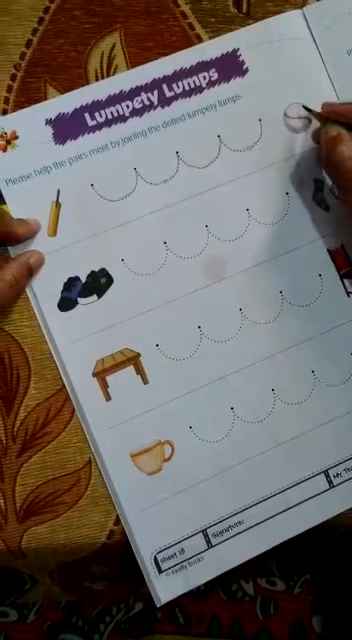 Lumpety Lumps
Please help the pairs meet by joining the dotted lumpety lumps.
Sheet 18
Signature:
© Firefly Books